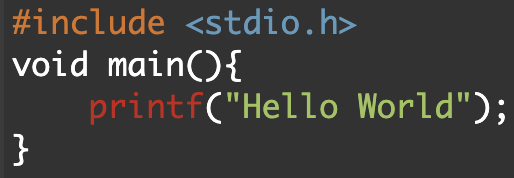 #include <stdio.h>
void main(){
    printf("Hello World");
}